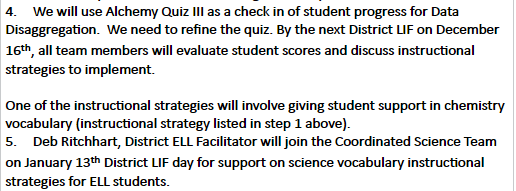 4. We will use Alchemy Quiz III as a check in of student progress for Data
Disaggregation. We need to refine the quiz. By the next District LIF on December
16th, all team members will evaluate student scores and discuss instructional
strategies to implement.
One of the instructional strategies will involve giving student support in chemistry
vocabulary (instructional strategy listed in step 1 above).
5. Deb Ritchhart, District ELL Facilitator will join the Coordinated Science Team
on January 13th District LIF day for support on science vocabulary instructional
strategies for ELL students.